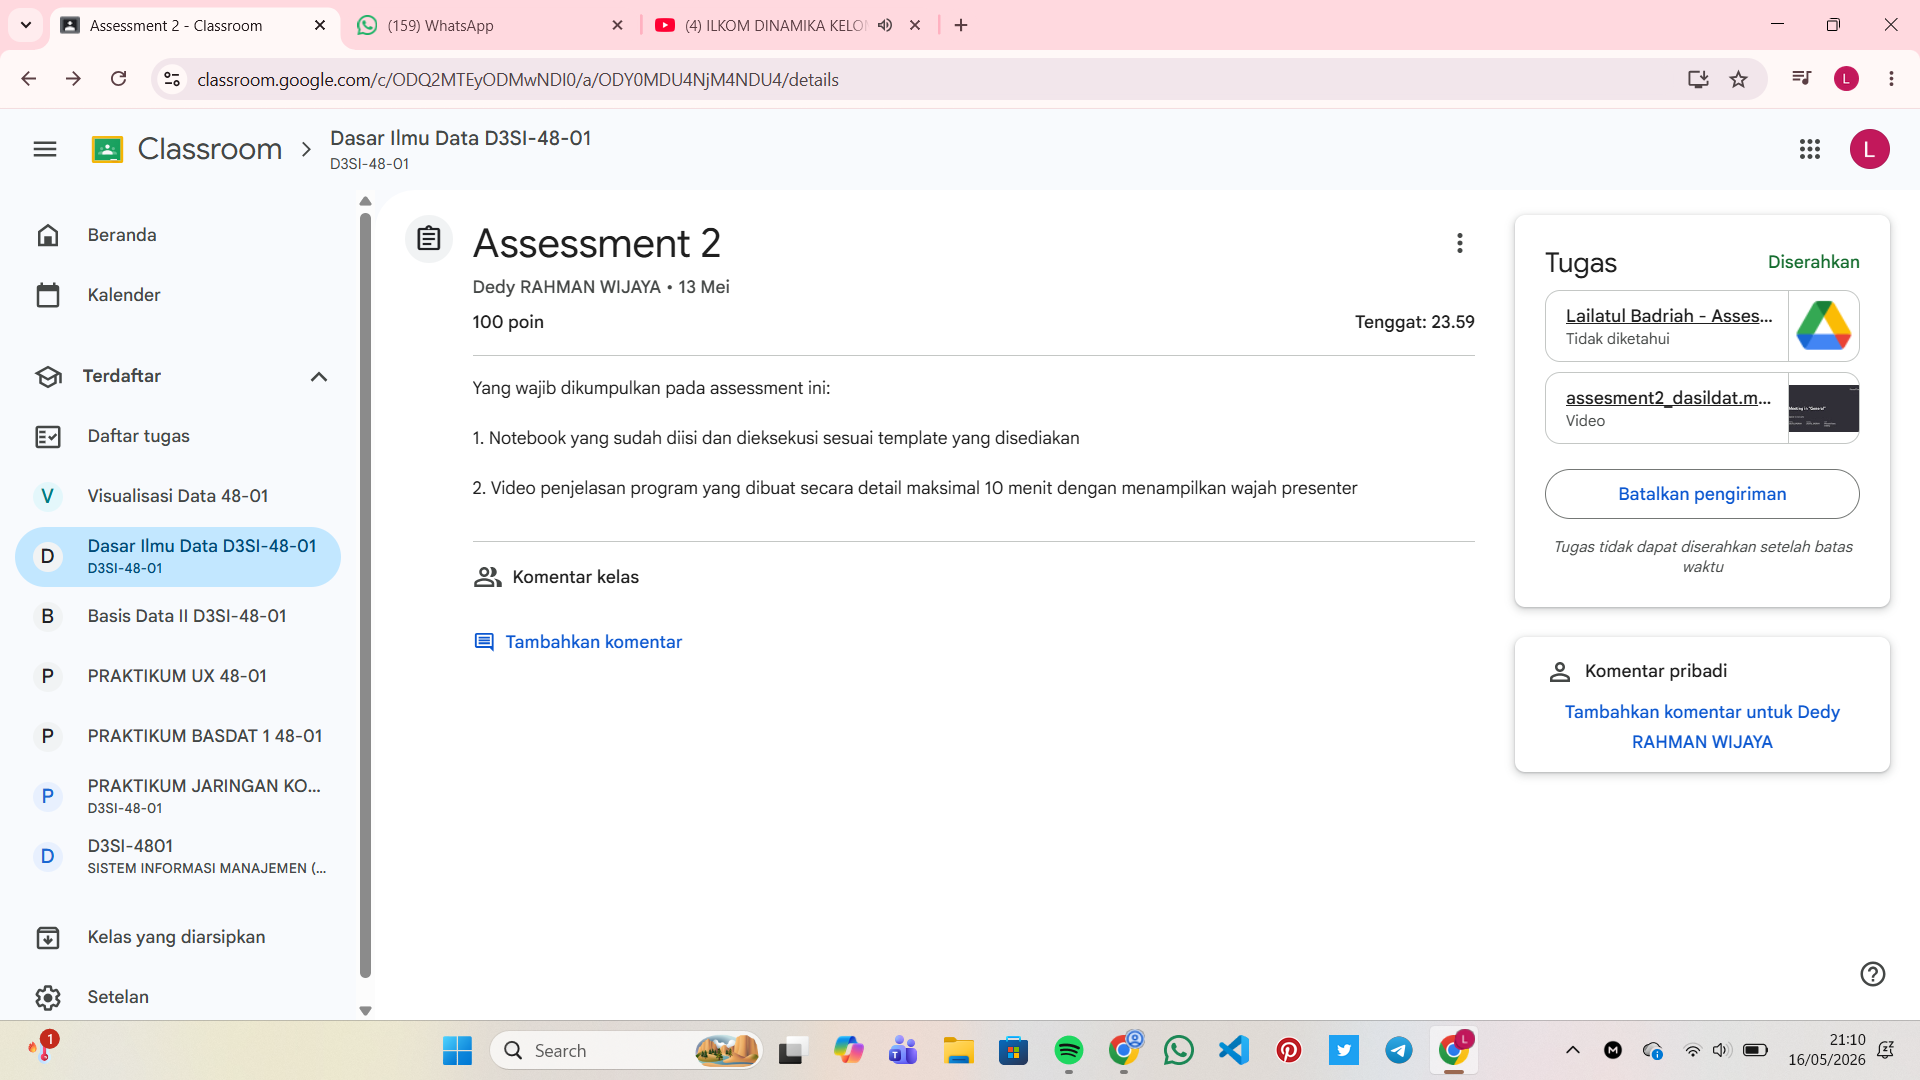 Assessment 2 - Classroom
(159) WhatsApp
(4) ILKOM DINAMIKA KELO
classroom.google.com/c/ODQ2MTEyODMwNDI0/a/ODY0MDU4NjM4NDU4/details
L
Classroom
Dasar Ilmu Data D3SI-48-01
D3SI-48-01
L
Beranda
Kalender
Terdaftar
Daftar tugas
V
Visualisasi Data 48-01
D
Dasar Ilmu Data D3SI-48-01
D3SI-48-01
B
Basis Data II D3SI-48-01
P
PRAKTIKUM UX 48-01
P
PRAKTIKUM BASDAT 1 48-01
P
PRAKTIKUM JARINGAN KO...
D3SI-48-01
D
D3SI-4801
SISTEM INFORMASI MANAJEMEN (...
Kelas yang diarsipkan
Setelan
Assessment 2
Dedy RAHMAN WIJAYA • 13 Mei
100 poin
Tenggat: 23.59
Yang wajib dikumpulkan pada assessment ini:
1. Notebook yang sudah diisi dan dieksekusi sesuai template yang disediakan
2. Video penjelasan program yang dibuat secara detail maksimal 10 menit dengan menampilkan wajah presenter
Komentar kelas
Tambahkan komentar
Tugas
Diserahkan
Lailatul Badriah - Asses...
Tidak diketahui
assesment2_dasildat.m...
Video
Batalkan pengiriman
Tugas tidak dapat diserahkan setelah batas
waktu
Komentar pribadi
Tambahkan komentar untuk Dedy
RAHMAN WIJAYA
1
Search
L
M
21:10
16/05/2026